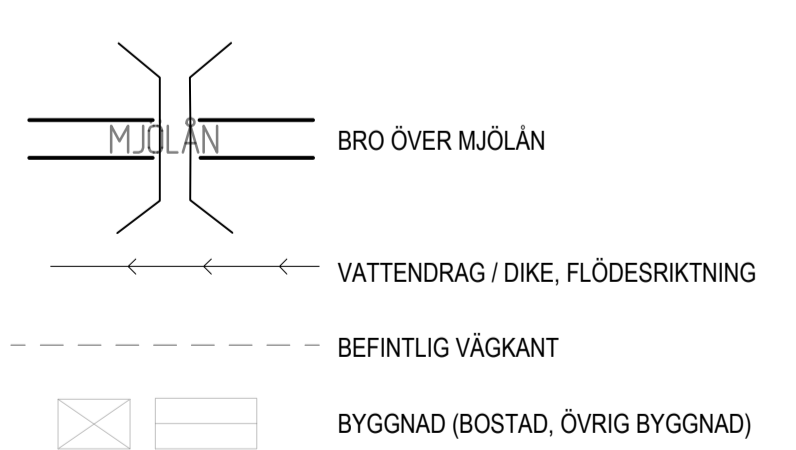 MJÖLÅN
BRO ÖVER MJÖLÅN
VATTENDRAG / DIKE, FLÖDESRIKTNING
BEFINTLIG VÄGKANT
BYGGNAD (BOSTAD, ÖVRIG BYGGNAD)